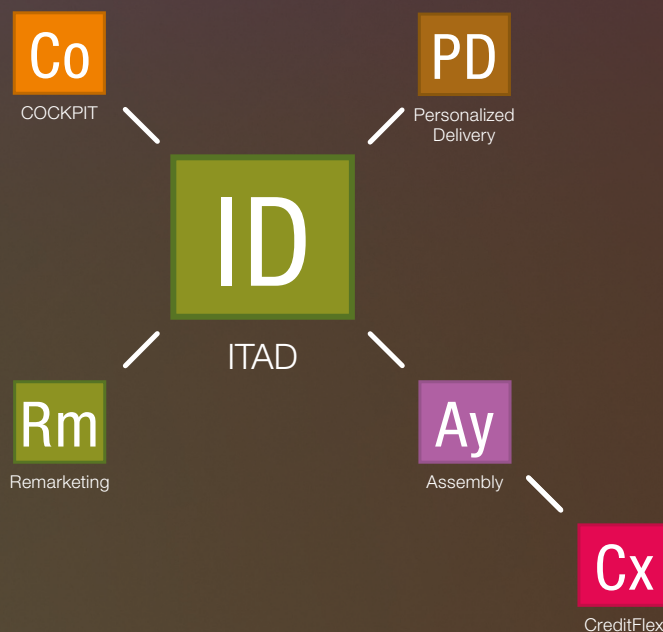 Co
COCKPIT
PD
Personalized
Delivery
ID
ITAD
Rm
Remarketing
Ay
Assembly
Cx
CreditFlex